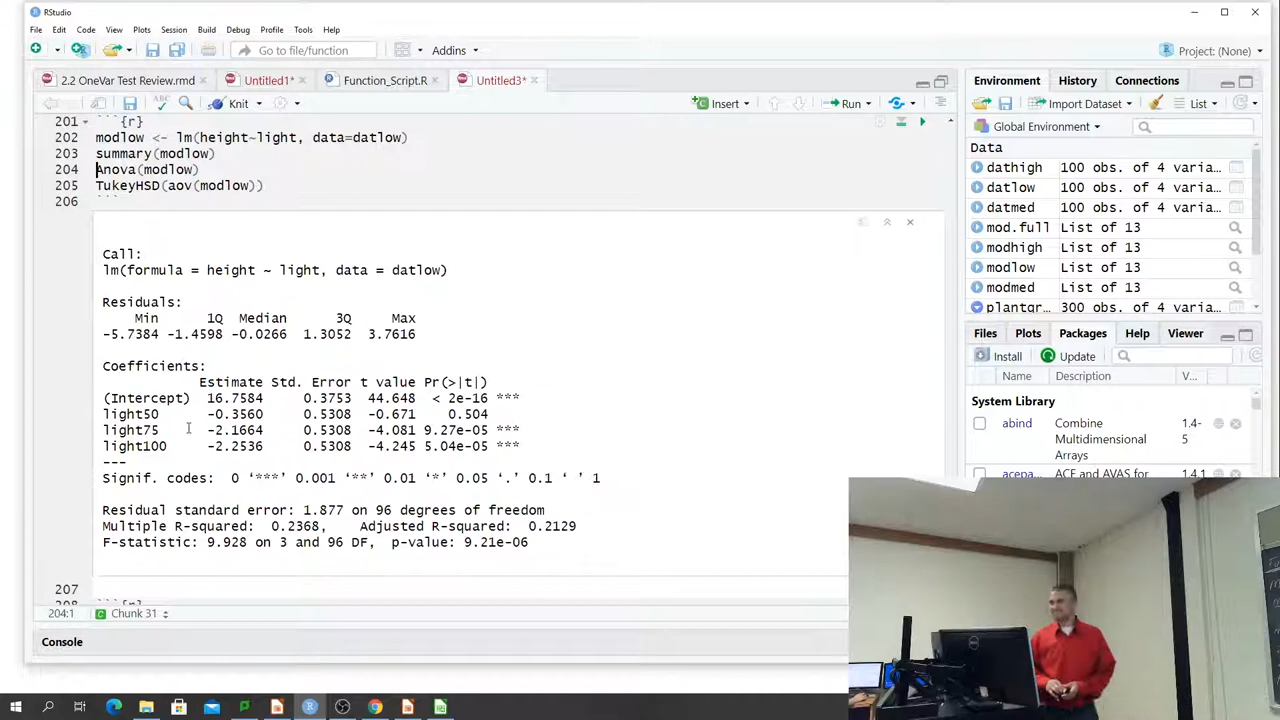 RStudio
File Edit Code View Plots Session Build Debug Profile Tools Help
Go to file/function Addins Project: (None)
2.2 OneVar Test Review.rmd Untitled1* Function_Script.R Untitled3*
Knit Insert Run
201 ```{r}
202 modlow <- lm(height~light, data=datlow)
203 summary(modlow)
204 Anova(modlow)
205 TukeyHSD(aov(modlow))
206 ```
Call:
lm(formula = height ~ light, data = datlow)
Residuals:
Min 1Q Median 3Q Max
-5.7384 -1.4598 -0.0266 1.3052 3.7616
Coefficients:
Estimate Std. Error t value Pr(>|t|)
(Intercept) 16.7584 0.3753 44.648 < 2e-16 ***
light50 -0.3560 0.5308 -0.671 0.504
light75 -2.1664 0.5308 -4.081 9.27e-05 ***
light100 -2.2536 0.5308 -4.245 5.04e-05 ***
---
Signif. codes: 0 ‘***’ 0.001 ‘**’ 0.01 ‘*’ 0.05 ‘.’ 0.1 ‘ ’ 1
Residual standard error: 1.877 on 96 degrees of freedom
Multiple R-squared: 0.2368, Adjusted R-squared: 0.2129
F-statistic: 9.928 on 3 and 96 DF, p-value: 9.21e-06
207
204:1 Chunk 31
Console
Environment History Connections
Import Dataset List
Global Environment
Data
dathigh 100 obs. of 4 varia…
datlow 100 obs. of 4 varia…
datmed 100 obs. of 4 varia…
mod.full List of 13
modhigh List of 13
modlow List of 13
modmed List of 13
plantgr… 300 obs. of 4 varia…
Files Plots Packages Help Viewer
Install Update
Name Description V…
System Library
abind Combine Multidimensional Arrays 1.4-5
acepa… ACE and AVAS for 1.4.1